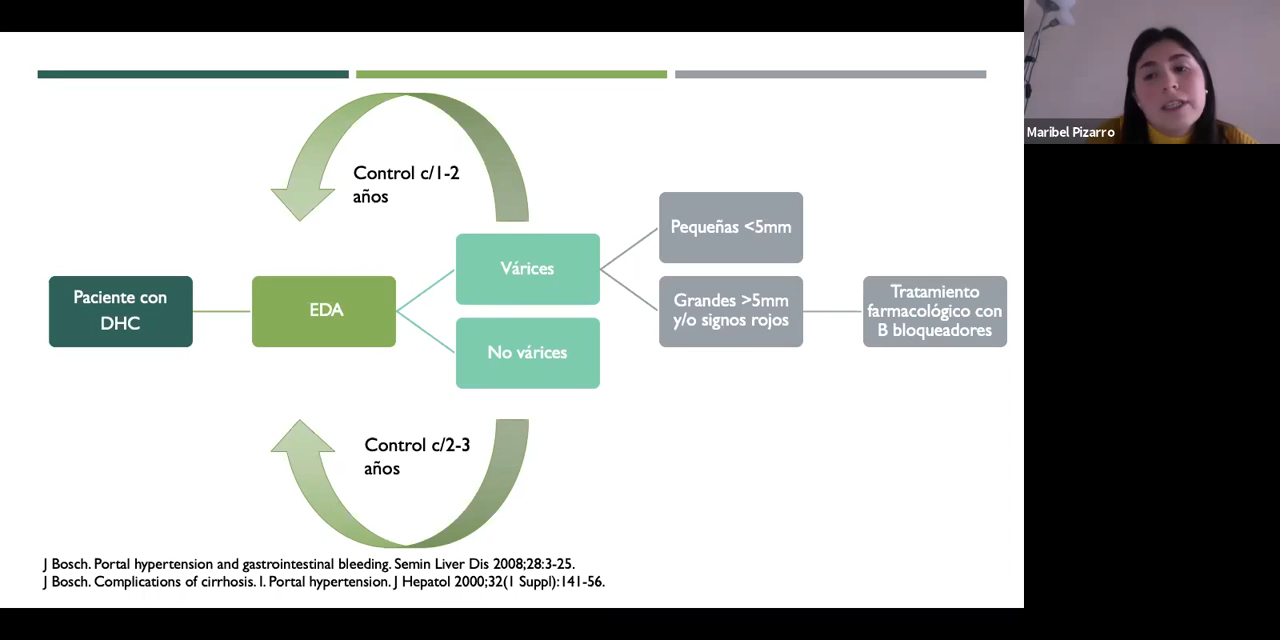 Maribel Pizarro
Control c/1-2
años
Pequeñas <5mm
Várices
Paciente con
DHC
EDA
Grandes >5mm
y/o signos rojos
Tratamiento
farmacológico con
B bloqueadores
No várices
Control c/2-3
años
J Bosch. Portal hypertension and gastrointestinal bleeding. Semin Liver Dis 2008;28:3-25.
J Bosch. Complications of cirrhosis. I. Portal hypertension. J Hepatol 2000;32(1 Suppl):141-56.